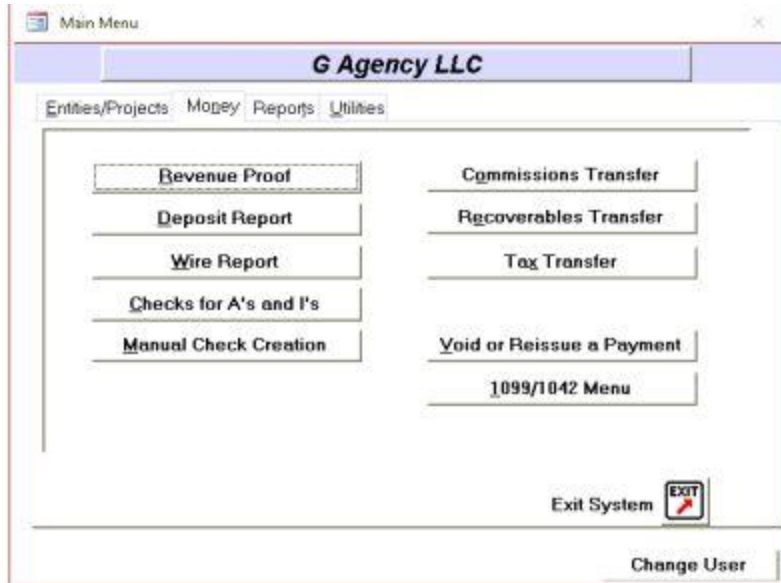 Main Menu
G Agency LLC
Entities/Projects Money Reports Utilities
Revenue Proof
Commissions Transfer
Deposit Report
Recoverables Transfer
Wire Report
Tax Transfer
Checks for A's and I's
Manual Check Creation
Void or Reissue a Payment
1099/1042 Menu
Exit System EXIT
Change User